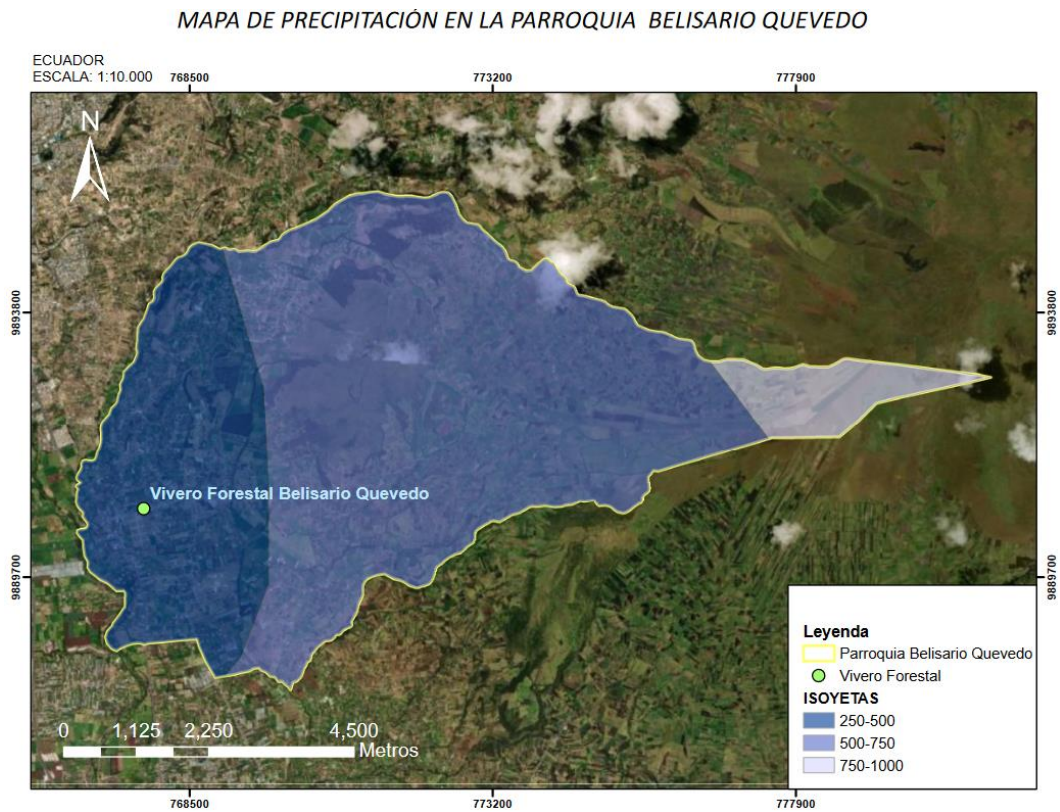 MAPA DE PRECIPITACIÓN EN LA PARROQUIA BELISARIO QUEVEDO
ECUADOR
ESCALA: 1:10.000
768500
773200
777900
N
9893800
9893800
Vivero Forestal Belisario Quevedo
9889700
9889700
Leyenda
Parroquia Belisario Quevedo
Vivero Forestal
ISOYETAS
250-500
500-750
750-1000
0 1,125 2,250 4,500
Metros
768500
773200
777900